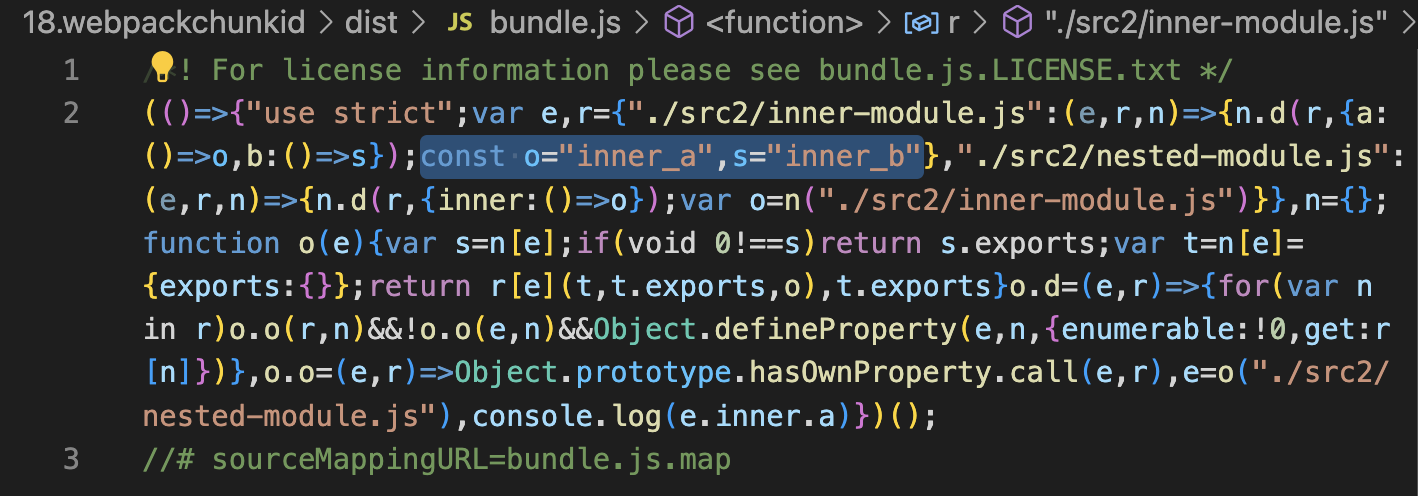 18.webpackchunkid > dist > JS bundle.js > <function> > r > "./src2/inner-module.js" >
1 /*! For license information please see bundle.js.LICENSE.txt */
2 (()=>{"use strict";var e,r={"./src2/inner-module.js":(e,r,n)=>{n.d(r,{a:
()=>o,b:()=>s});const o="inner_a",s="inner_b"},"./src2/nested-module.js":
(e,r,n)=>{n.d(r,{inner:()=>o});var o=n("./src2/inner-module.js")}},n={};
function o(e){var s=n[e];if(void 0!==s)return s.exports;var t=n[e]=
{exports:{}};return r[e](t,t.exports,o),t.exports}o.d=(e,r)=>{for(var n
in r)o.o(r,n)&&!o.o(e,n)&&Object.defineProperty(e,n,{enumerable:!0,get:r
[n]})},o.o=(e,r)=>Object.prototype.hasOwnProperty.call(e,r),e=o("./src2/
nested-module.js"),console.log(e.inner.a)})();
3 //# sourceMappingURL=bundle.js.map